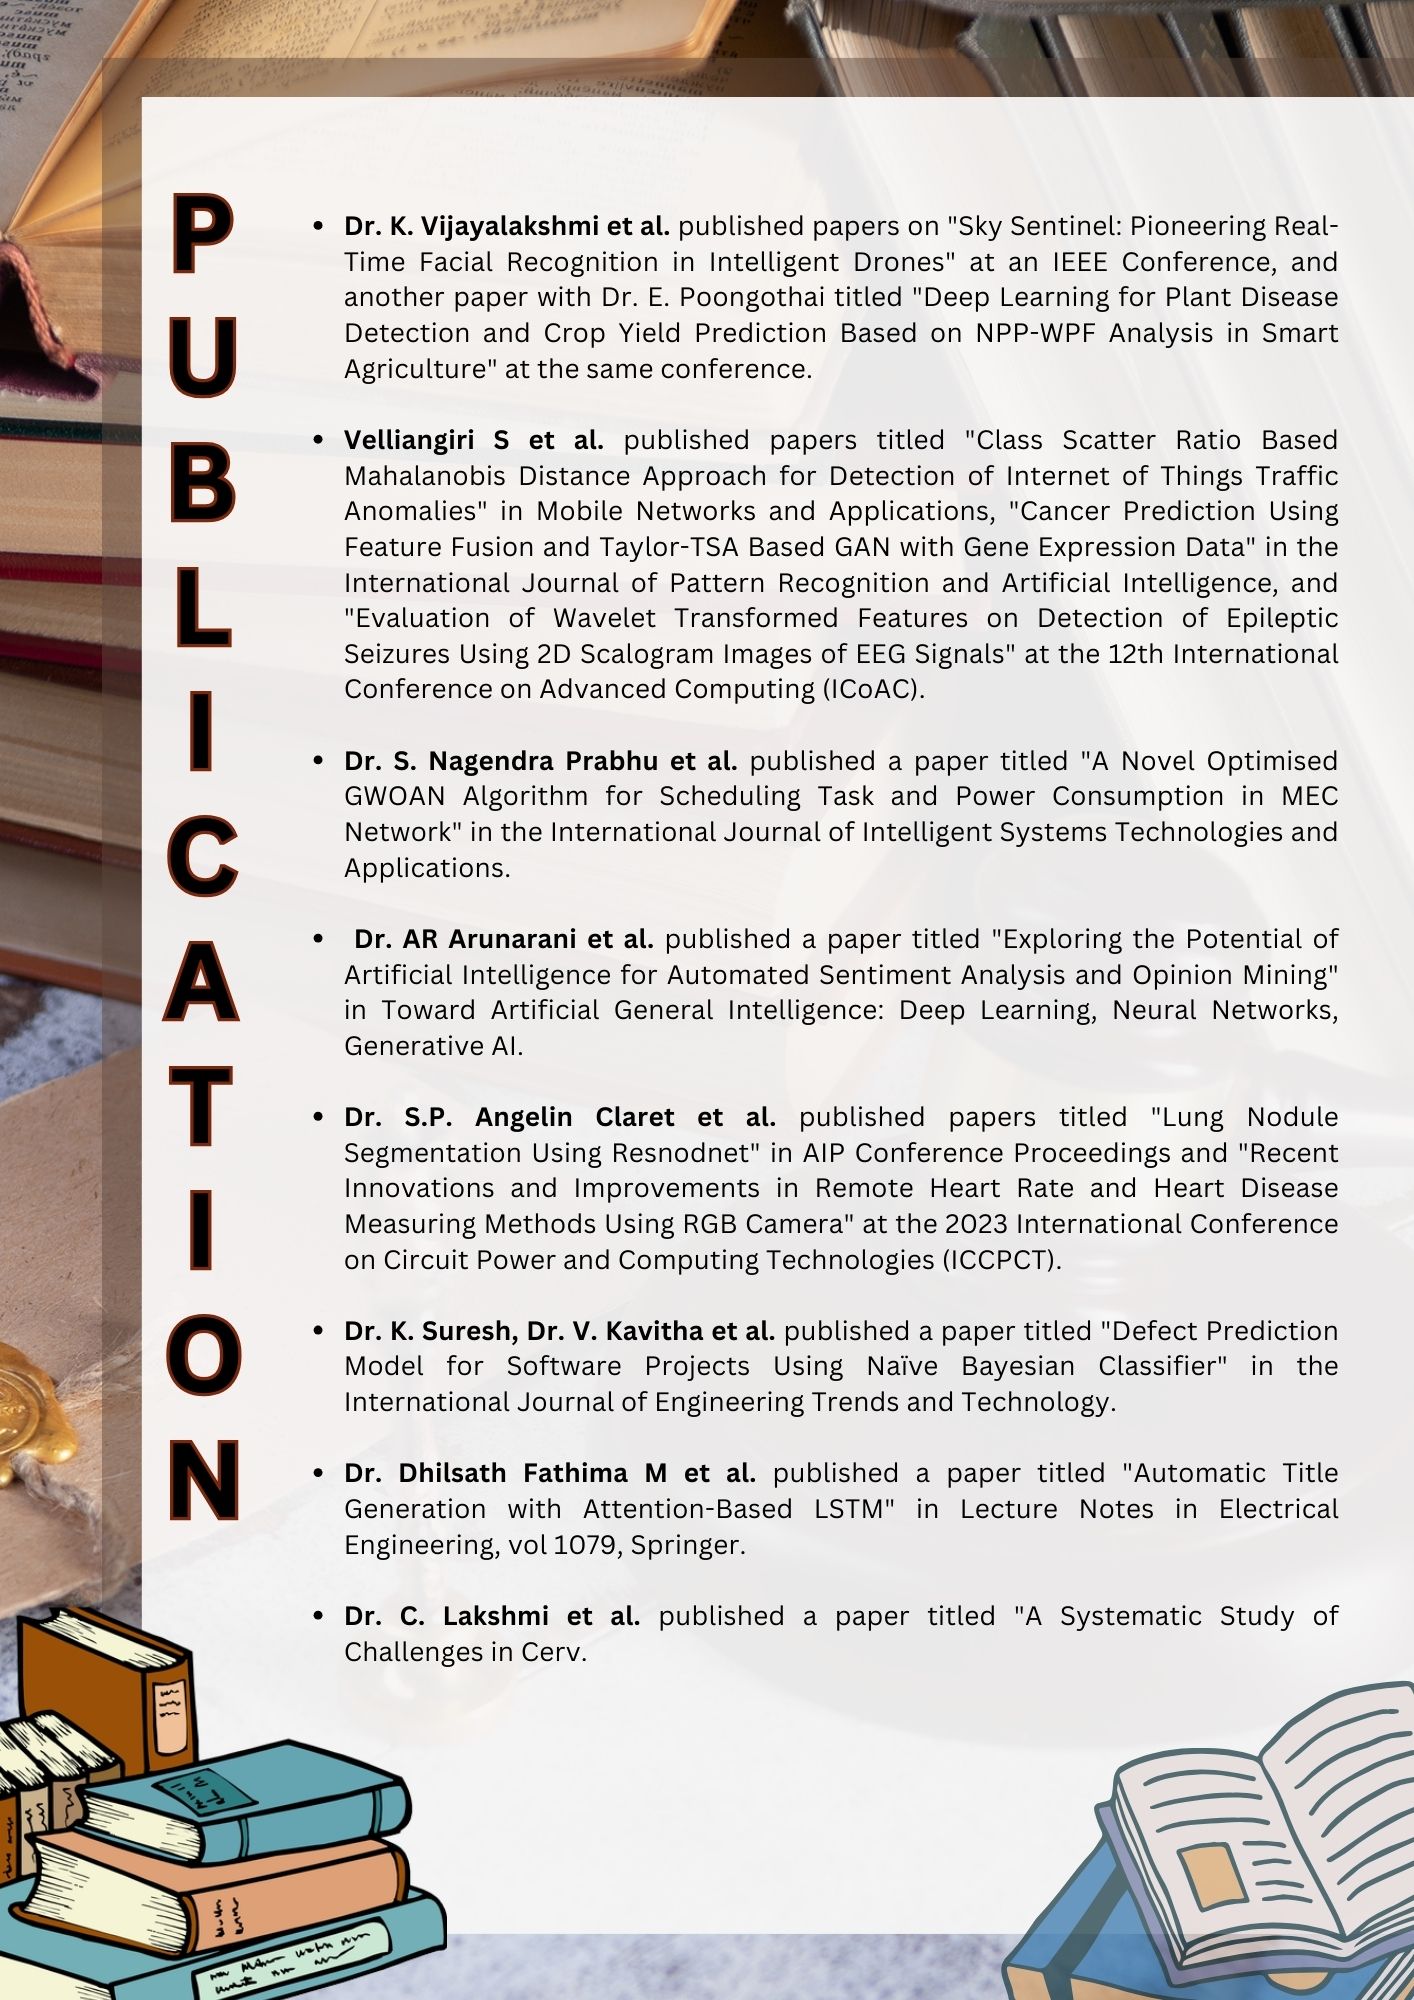 PUBLICATION
• Dr. K. Vijayalakshmi et al. published papers on "Sky Sentinel: Pioneering Real-
Time Facial Recognition in Intelligent Drones" at an IEEE Conference, and
another paper with Dr. E. Poongothai titled "Deep Learning for Plant Disease
Detection and Crop Yield Prediction Based on NPP-WPF Analysis in Smart
Agriculture" at the same conference.
• Velliangiri S et al. published papers titled "Class Scatter Ratio Based
Mahalanobis Distance Approach for Detection of Internet of Things Traffic
Anomalies" in Mobile Networks and Applications, "Cancer Prediction Using
Feature Fusion and Taylor-TSA Based GAN with Gene Expression Data" in the
International Journal of Pattern Recognition and Artificial Intelligence, and
"Evaluation of Wavelet Transformed Features on Detection of Epileptic
Seizures Using 2D Scalogram Images of EEG Signals" at the 12th International
Conference on Advanced Computing (ICoAC).
• Dr. S. Nagendra Prabhu et al. published a paper titled "A Novel Optimised
GWOAN Algorithm for Scheduling Task and Power Consumption in MEC
Network" in the International Journal of Intelligent Systems Technologies and
Applications.
• Dr. AR Arunarani et al. published a paper titled "Exploring the Potential of
Artificial Intelligence for Automated Sentiment Analysis and Opinion Mining"
in Toward Artificial General Intelligence: Deep Learning, Neural Networks,
Generative AI.
• Dr. S.P. Angelin Claret et al. published papers titled "Lung Nodule
Segmentation Using Resnodnet" in AIP Conference Proceedings and "Recent
Innovations and Improvements in Remote Heart Rate and Heart Disease
Measuring Methods Using RGB Camera" at the 2023 International Conference
on Circuit Power and Computing Technologies (ICCPCT).
• Dr. K. Suresh, Dr. V. Kavitha et al. published a paper titled "Defect Prediction
Model for Software Projects Using Naïve Bayesian Classifier" in the
International Journal of Engineering Trends and Technology.
• Dr. Dhilsath Fathima M et al. published a paper titled "Automatic Title
Generation with Attention-Based LSTM" in Lecture Notes in Electrical
Engineering, vol 1079, Springer.
• Dr. C. Lakshmi et al. published a paper titled "A Systematic Study of
Challenges in Cerv.